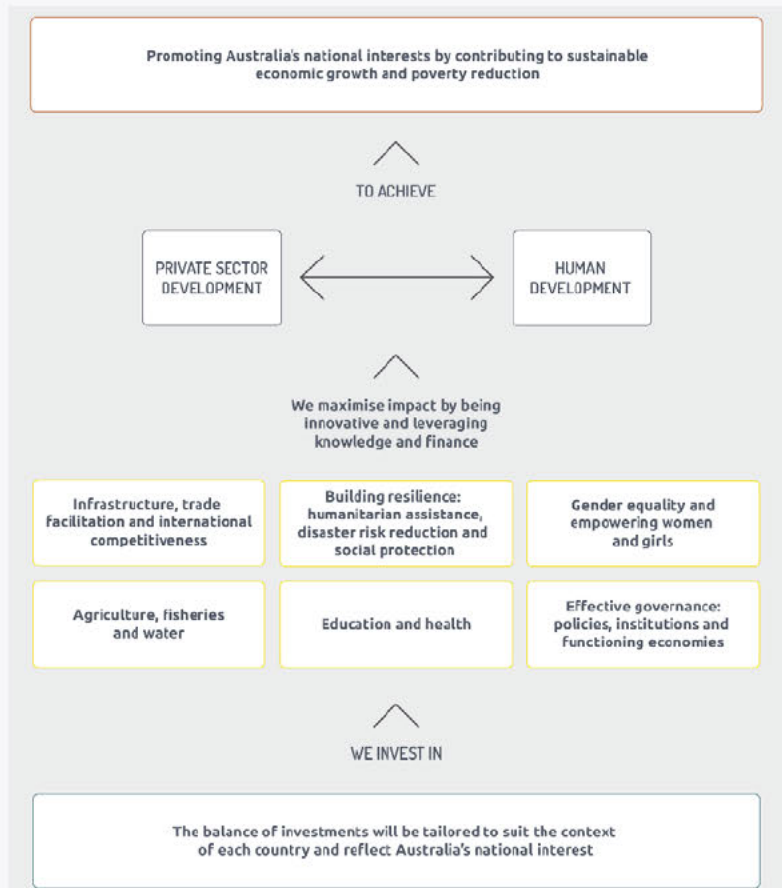 Promoting Australia's national interests by contributing to sustainable
economic growth and poverty reduction
TO ACHIEVE
PRIVATE SECTOR
DEVELOPMENT
HUMAN
DEVELOPMENT
We maximise impact by being
innovative and leveraging
knowledge and finance
Infrastructure, trade
facilitation and international
competitiveness
Building resilience:
humanitarian assistance,
disaster risk reduction and
social protection
Gender equality and
empowering women
and girls
Agriculture, fisheries
and water
Education and health
Effective governance:
policies, institutions and
functioning economies
WE INVEST IN
The balance of investments will be tailored to suit the context
of each country and reflect Australia's national interest